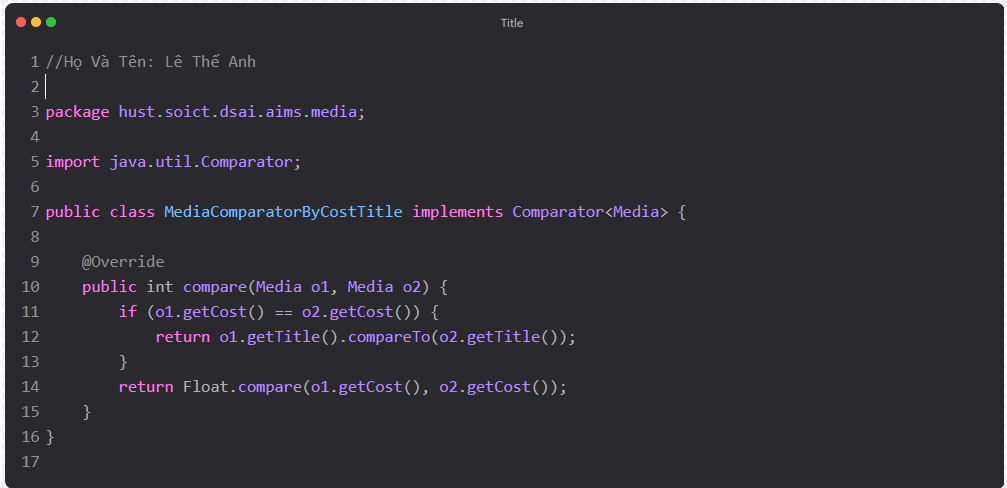 Title
1 //Họ Và Tên: Lê Thế Anh
2
3 package hust.soict.dsai.aims.media;
4
5 import java.util.Comparator;
6
7 public class MediaComparatorByCostTitle implements Comparator<Media> {
8
9     @Override
10     public int compare(Media o1, Media o2) {
11         if (o1.getCost() == o2.getCost()) {
12             return o1.getTitle().compareTo(o2.getTitle());
13         }
14         return Float.compare(o1.getCost(), o2.getCost());
15     }
16 }
17